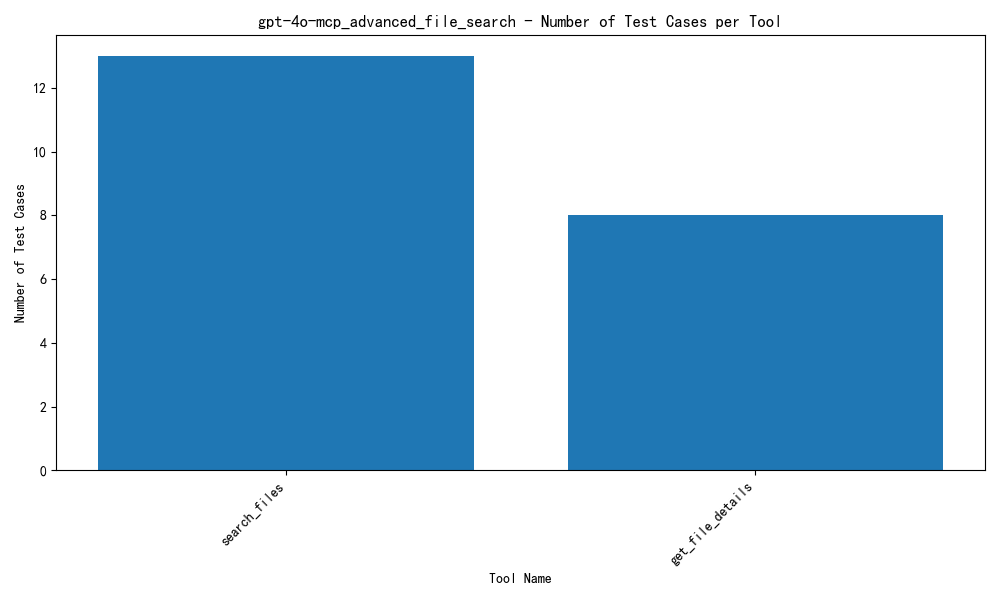 gpt-4o-mcp_advanced_file_search - Number of Test Cases per Tool
Number of Test Cases
12
10
8
6
4
2
0
search_files
get_file_details
Tool Name